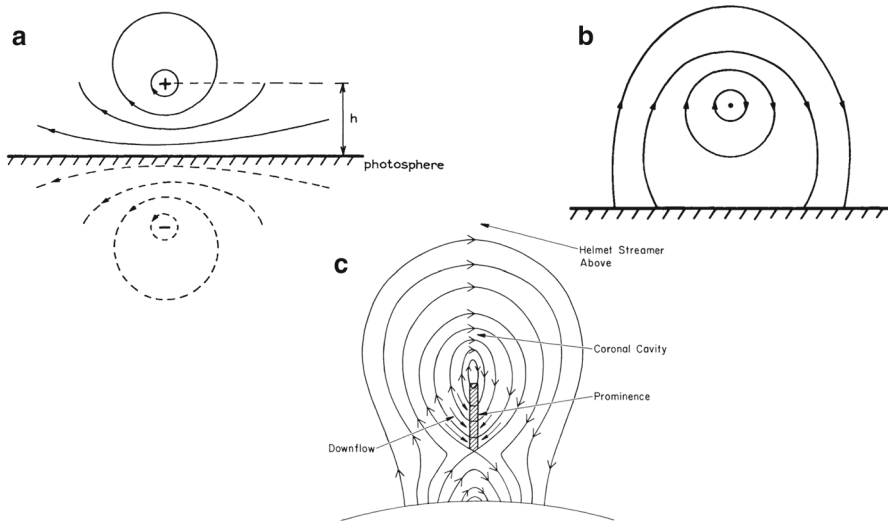 a
b
+
h
photosphere
−
Helmet Streamer
Above
c
Coronal Cavity
Prominence
Downflow